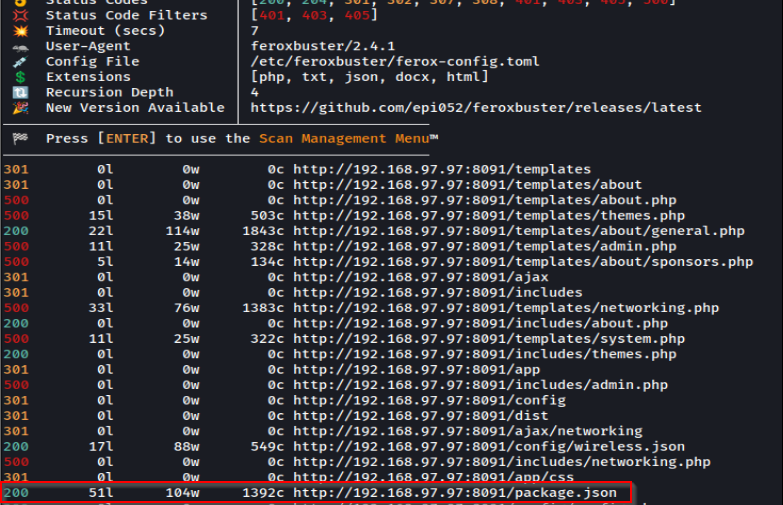 Status Codes [200, 204, 301, 302, 307, 308, 401, 403, 405, 500]
Status Code Filters [401, 403, 405]
Timeout (secs) 7
User-Agent feroxbuster/2.4.1
Config File /etc/feroxbuster/ferox-config.toml
Extensions [php, txt, json, docx, html]
Recursion Depth 4
New Version Available https://github.com/epi052/feroxbuster/releases/latest
Press [ENTER] to use the Scan Management Menu™
301 0l 0w 0c http://192.168.97.97:8091/templates
301 0l 0w 0c http://192.168.97.97:8091/templates/about
500 0l 0w 0c http://192.168.97.97:8091/templates/about.php
500 15l 38w 503c http://192.168.97.97:8091/templates/themes.php
200 22l 114w 1843c http://192.168.97.97:8091/templates/about/general.php
500 11l 25w 328c http://192.168.97.97:8091/templates/admin.php
500 5l 14w 134c http://192.168.97.97:8091/templates/about/sponsors.php
301 0l 0w 0c http://192.168.97.97:8091/ajax
301 0l 0w 0c http://192.168.97.97:8091/includes
500 33l 76w 1383c http://192.168.97.97:8091/templates/networking.php
200 0l 0w 0c http://192.168.97.97:8091/includes/about.php
500 11l 25w 322c http://192.168.97.97:8091/templates/system.php
200 0l 0w 0c http://192.168.97.97:8091/includes/themes.php
301 0l 0w 0c http://192.168.97.97:8091/app
500 0l 0w 0c http://192.168.97.97:8091/includes/admin.php
301 0l 0w 0c http://192.168.97.97:8091/config
301 0l 0w 0c http://192.168.97.97:8091/dist
301 0l 0w 0c http://192.168.97.97:8091/ajax/networking
200 17l 88w 549c http://192.168.97.97:8091/config/wireless.json
500 0l 0w 0c http://192.168.97.97:8091/includes/networking.php
301 0l 0w 0c http://192.168.97.97:8091/app/css
200 51l 104w 1392c http://192.168.97.97:8091/package.json